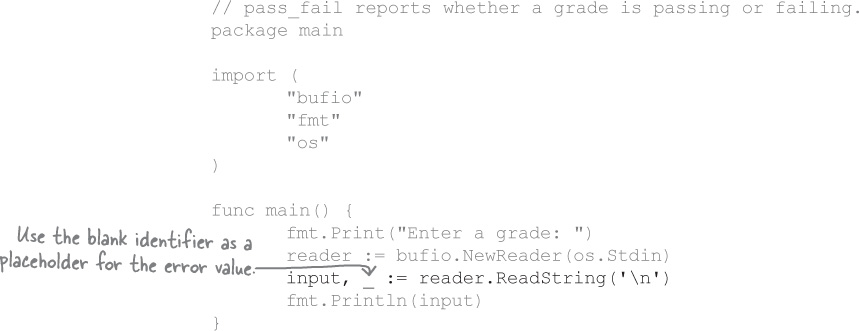 // pass_fail reports whether a grade is passing or failing.
package main
import (
"bufio"
"fmt"
"os"
)
func main() {
fmt.Print("Enter a grade: ")
reader := bufio.NewReader(os.Stdin)
input, _ := reader.ReadString('\n')
fmt.Println(input)
}
Use the blank identifier as a
placeholder for the error value.